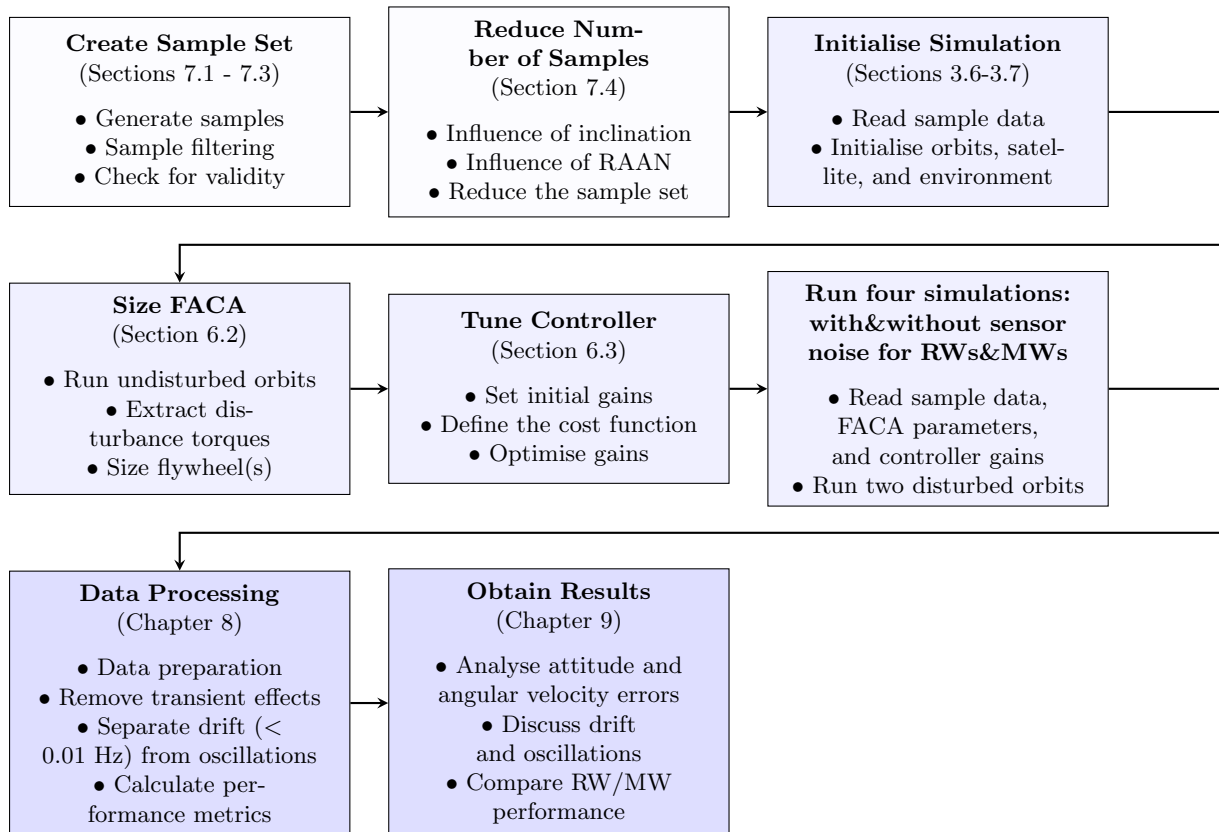 Create Sample Set
(Sections 7.1 - 7.3)
• Generate samples
• Sample filtering
• Check for validity
Reduce Num-
ber of Samples
(Section 7.4)
• Influence of inclination
• Influence of RAAN
• Reduce the sample set
Initialise Simulation
(Sections 3.6-3.7)
• Read sample data
• Initialise orbits, satel-
lite, and environment
Size FACA
(Section 6.2)
• Run undisturbed orbits
• Extract dis-
turbance torques
• Size flywheel(s)
Tune Controller
(Section 6.3)
• Set initial gains
• Define the cost function
• Optimise gains
Run four simulations:
with&without sensor
noise for RWs&MWs
• Read sample data,
FACA parameters,
and controller gains
• Run two disturbed orbits
Data Processing
(Chapter 8)
• Data preparation
• Remove transient effects
• Separate drift (<
0.01 Hz) from oscillations
• Calculate per-
formance metrics
Obtain Results
(Chapter 9)
• Analyse attitude and
angular velocity errors
• Discuss drift
and oscillations
• Compare RW/MW
performance